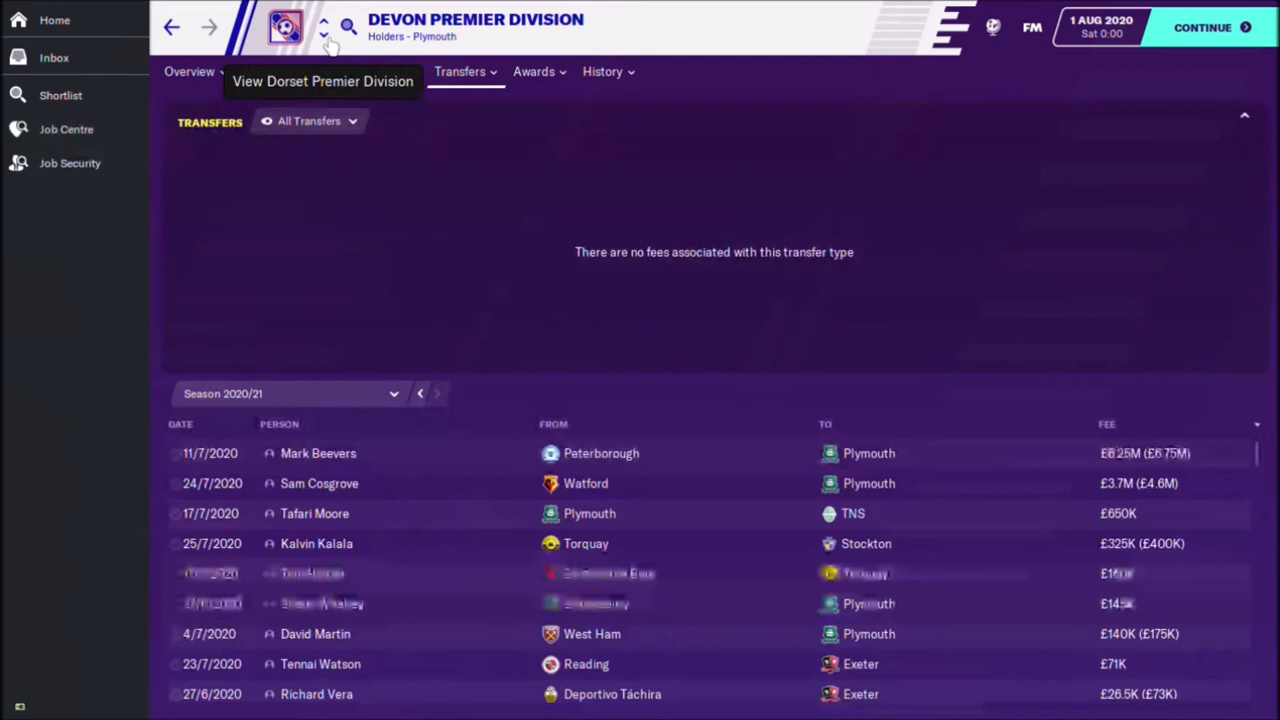 Home
Inbox
Shortlist
Job Centre
Job Security
DEVON PREMIER DIVISION
Holders - Plymouth
FM
1 AUG 2020
Sat 0:00
CONTINUE
Overview
Transfers
Awards
History
View Dorset Premier Division
TRANSFERS
All Transfers
There are no fees associated with this transfer type
Season 2020/21
DATE PERSON FROM TO FEE
11/7/2020 Mark Beevers Peterborough Plymouth £6.25M (£6.75M)
24/7/2020 Sam Cosgrove Watford Plymouth £3.7M (£4.6M)
17/7/2020 Tafari Moore Plymouth TNS £650K
25/7/2020 Kalvin Kalala Torquay Stockton £325K (£400K)
Torquay
Plymouth
4/7/2020 David Martin West Ham Plymouth £140K (£175K)
23/7/2020 Tennai Watson Reading Exeter £71K
27/6/2020 Richard Vera Deportivo Táchira Exeter £26.5K (£73K)